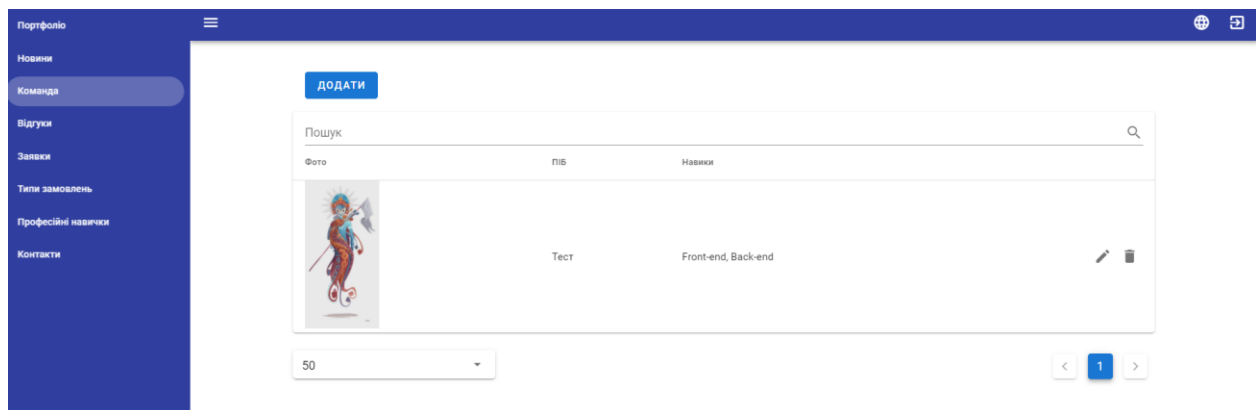 Портфоліо
Новини
Команда
Відгуки
Заявки
Типи замовлень
Професійні навички
Контакти
ДОДАТИ
Пошук
Фото ПІБ Навики
Тест Front-end, Back-end
50 1